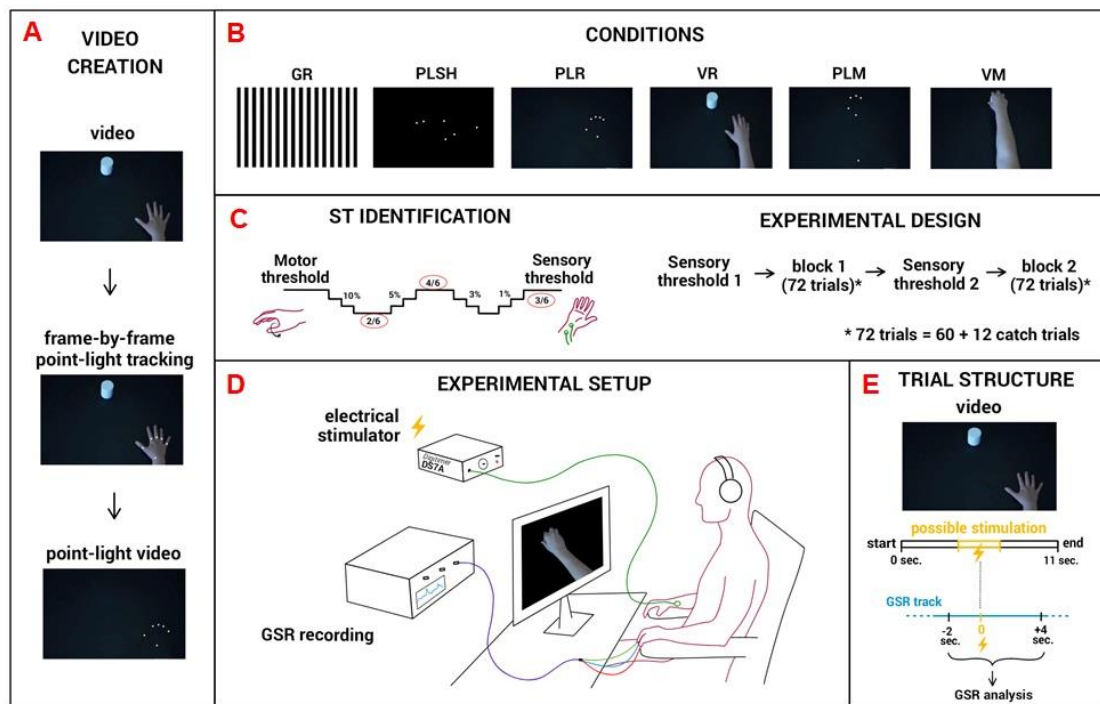 A
VIDEO
CREATION
video
frame-by-frame
point-light tracking
point-light video
B
CONDITIONS
GR
PLSH
PLR
VR
PLM
VM
C
ST IDENTIFICATION
Motor
threshold
10%
2/6
5%
4/6
3%
1%
Sensory
threshold
3/6
EXPERIMENTAL DESIGN
Sensory
threshold 1
block 1
(72 trials)*
Sensory
threshold 2
block 2
(72 trials)*
* 72 trials = 60 + 12 catch trials
D
EXPERIMENTAL SETUP
electrical
stimulator
Digitimer
DS7A
GSR recording
E
TRIAL STRUCTURE
video
possible stimulation
start
end
0 sec.
11 sec.
GSR track
-2
sec.
0
+4
sec.
GSR analysis